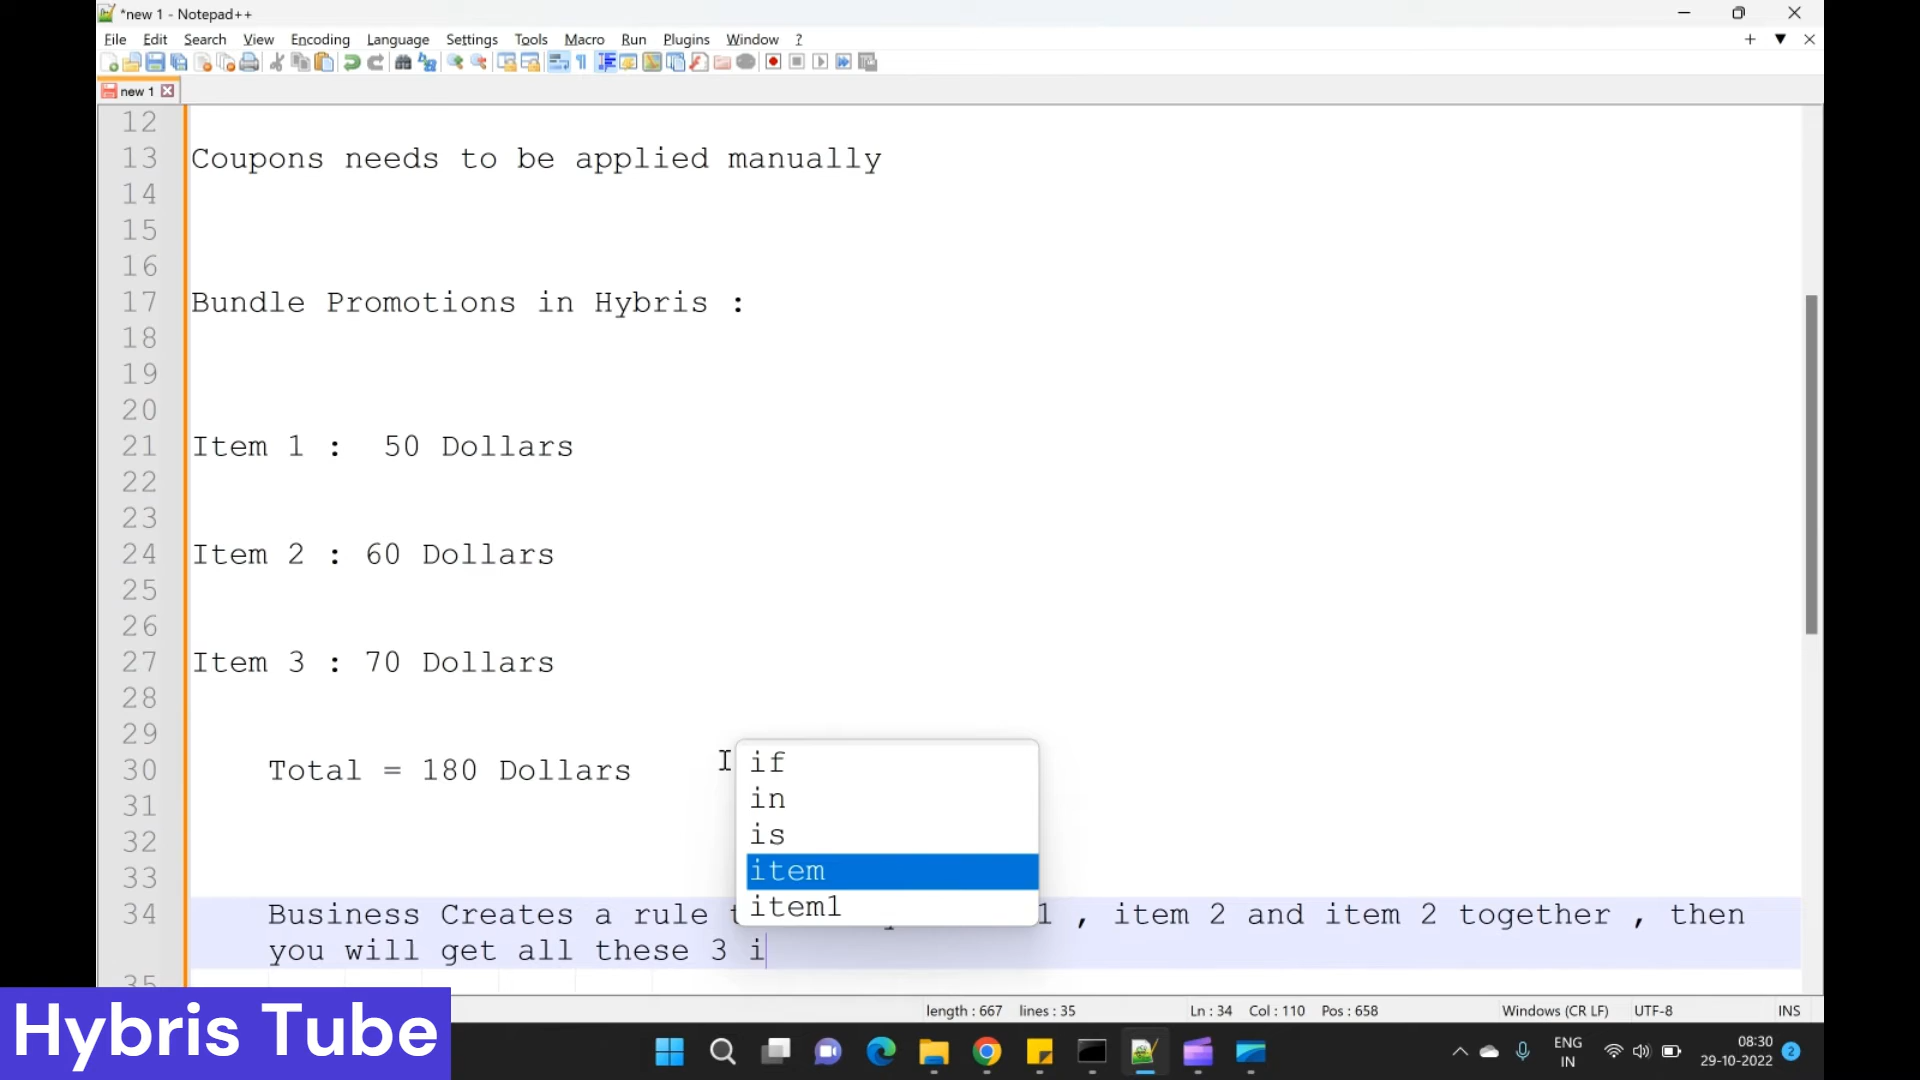 *new 1 - Notepad++
File Edit Search View Encoding Language Settings Tools Macro Run Plugins Window ?
new 1
12
13 Coupons needs to be applied manually
14
15
16
17 Bundle Promotions in Hybris :
18
19
20
21 Item 1 :  50 Dollars
22
23
24 Item 2 : 60 Dollars
25
26
27 Item 3 : 70 Dollars
28
29
30 Total = 180 Dollars
31
32
33
if
in
is
item
item1
34 Business Creates a rule 1 , item 2 and item 2 together , then
you will get all these 3 i
35
length : 667 lines : 35 Ln : 34 Col : 110 Pos : 658 Windows (CR LF) UTF-8 INS
Hybris Tube
ENG
IN
08:30
29-10-2022
2